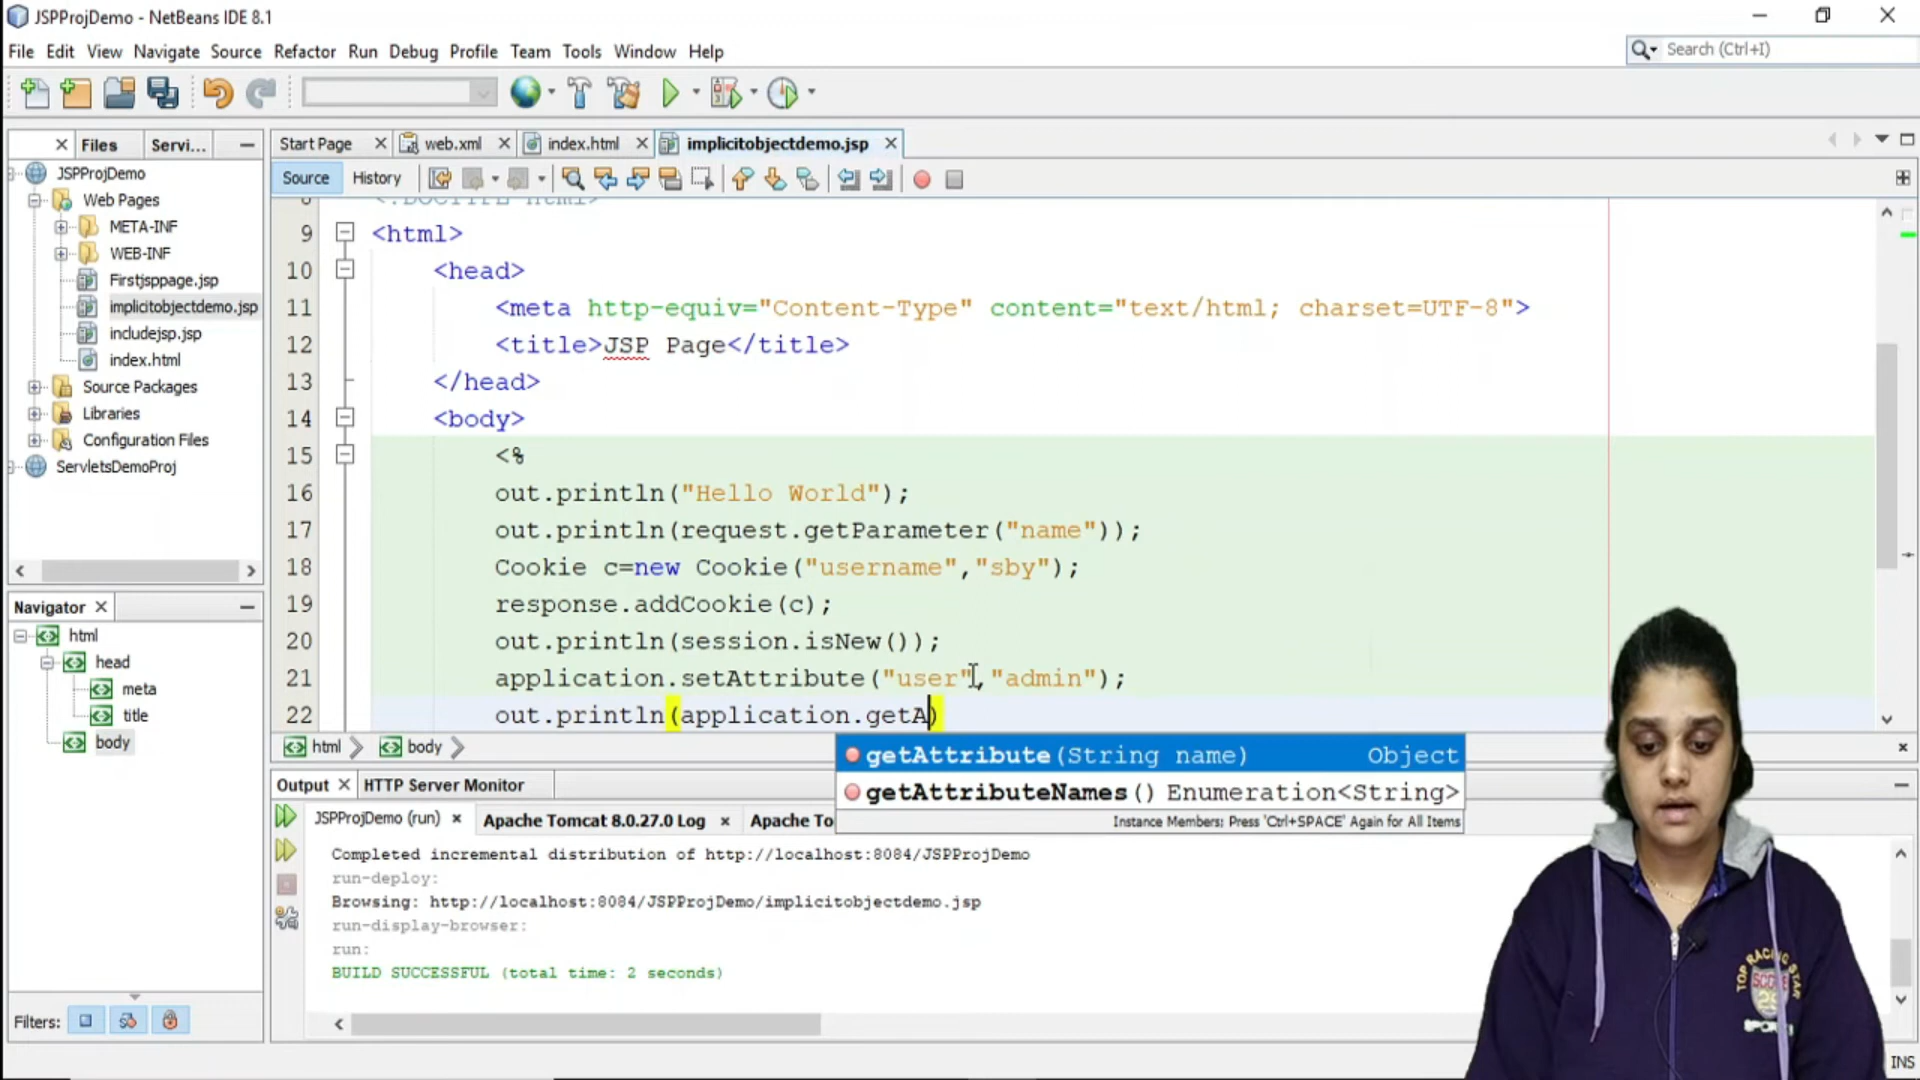 JSPProjDemo - NetBeans IDE 8.1
File Edit View Navigate Source Refactor Run Debug Profile Team Tools Window Help
Search (Ctrl+I)
Files Servi...
JSPProjDemo
Web Pages
META-INF
WEB-INF
Firstjsppage.jsp
implicitobjectdemo.jsp
includejsp.jsp
index.html
Source Packages
Libraries
Configuration Files
ServletsDemoProj
Navigator
html
head
meta
title
body
Filters:
Start Page web.xml index.html implicitobjectdemo.jsp
Source History
8 <!DOCTYPE html>
9 <html>
10 <head>
11 <meta http-equiv="Content-Type" content="text/html; charset=UTF-8">
12 <title>JSP Page</title>
13 </head>
14 <body>
15 <%
16 out.println("Hello World");
17 out.println(request.getParameter("name"));
18 Cookie c=new Cookie("username","sby");
19 response.addCookie(c);
20 out.println(session.isNew());
21 application.setAttribute("user","admin");
22 out.println(application.getA)
html body
getAttribute(String name) Object
getAttributeNames() Enumeration<String>
Instance Members; Press 'Ctrl+SPACE' Again for All Items
Output HTTP Server Monitor
JSPProjDemo (run) Apache Tomcat 8.0.27.0 Log Apache To
Completed incremental distribution of http://localhost:8084/JSPProjDemo
run-deploy:
Browsing: http://localhost:8084/JSPProjDemo/implicitobjectdemo.jsp
run-display-browser:
run:
BUILD SUCCESSFUL (total time: 2 seconds)
INS